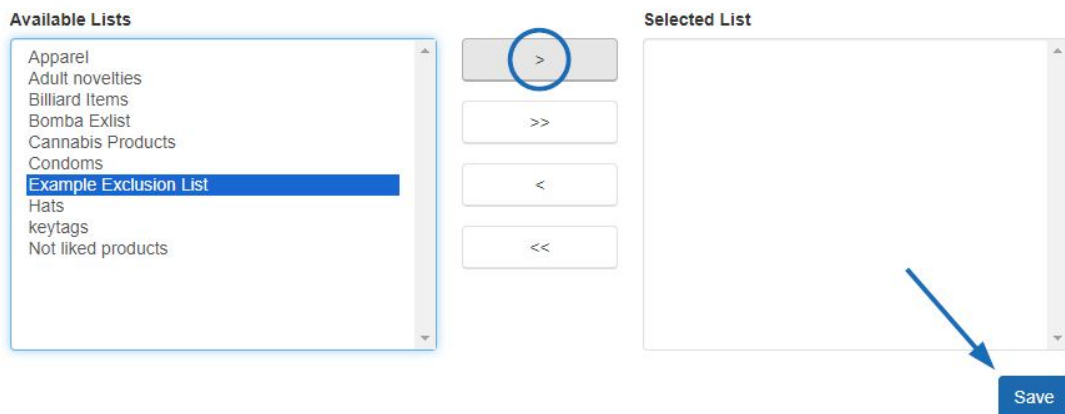 Available Lists
Apparel
Adult novelties
Billiard Items
Bomba Exlist
Cannabis Products
Condoms
Example Exclusion List
Hats
keytags
Not liked products
>
>>
<
<<
Selected List
Save